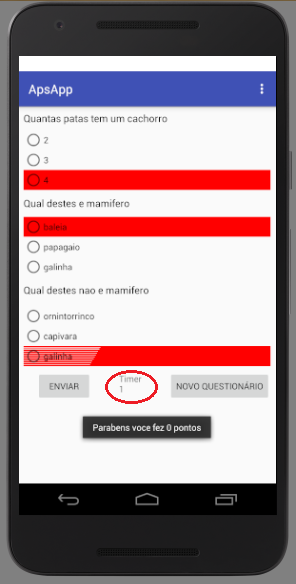 ApsApp
Quantas patas tem um cachorro
2
3
4
Qual destes e mamifero
baleia
papagaio
galinha
Qual destes nao e mamifero
ornintorrinco
capivara
galinha
ENVIAR
Timer
1
NOVO QUESTIONÁRIO
Parabens voce fez 0 pontos